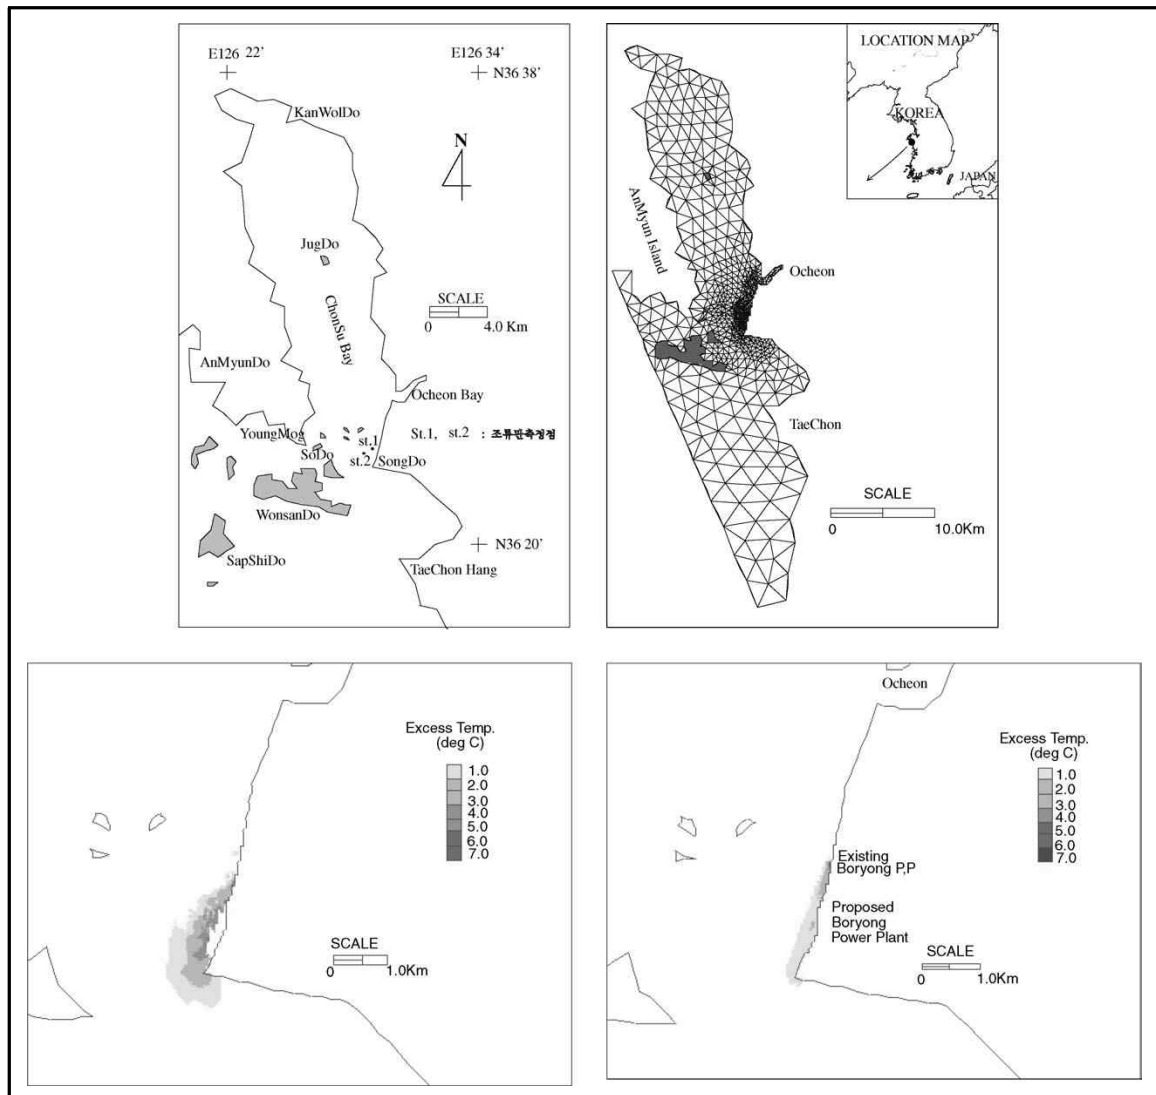 E126 22'
E126 34'
N36 38'
KanWolDo
N
JugDo
ChonSu Bay
SCALE
0 4.0 Km
AnMyunDo
Ocheon Bay
YoungMog
St.1, st.2 : 조류관측정점
st.1
SoDo
st.2
SongDo
WonsanDo
N36 20'
SapShiDo
TaeChon Hang
LOCATION MAP
KOREA
JAPAN
AnMyun Island
Ocheon
TaeChon
SCALE
0 10.0Km
Excess Temp.
(deg C)
1.0
2.0
3.0
4.0
5.0
6.0
7.0
SCALE
0 1.0Km
Ocheon
Excess Temp.
(deg C)
1.0
2.0
3.0
4.0
5.0
6.0
7.0
Existing
Boryong P,P
Proposed
Boryong
Power Plant
SCALE
0 1.0Km